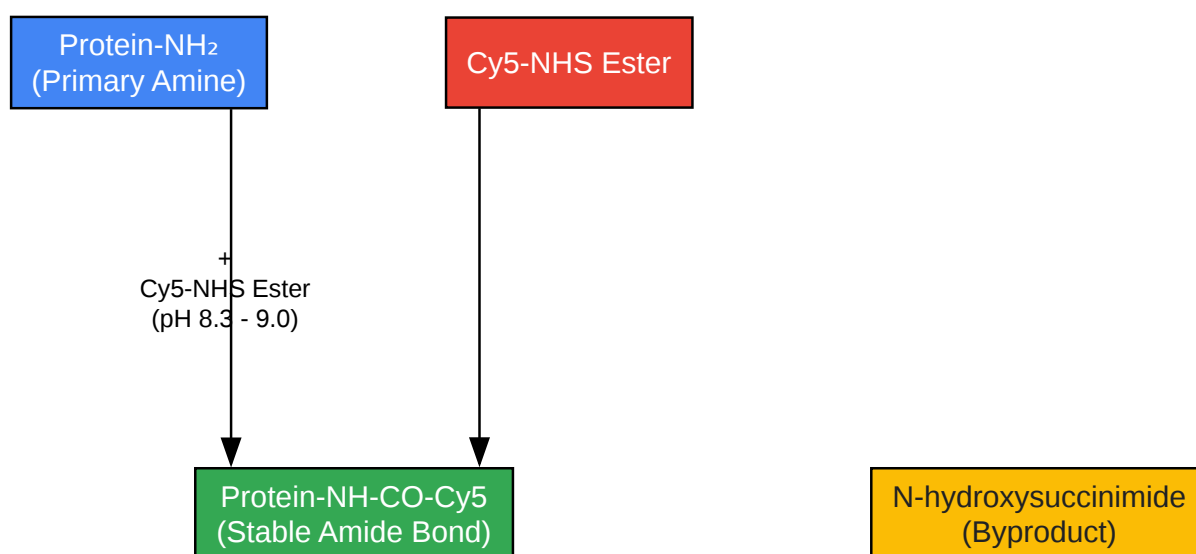 Protein-NH₂
(Primary Amine)
Cy5-NHS Ester
+
Cy5-NHS Ester
(pH 8.3 - 9.0)
Protein-NH-CO-Cy5
(Stable Amide Bond)
N-hydroxysuccinimide
(Byproduct)